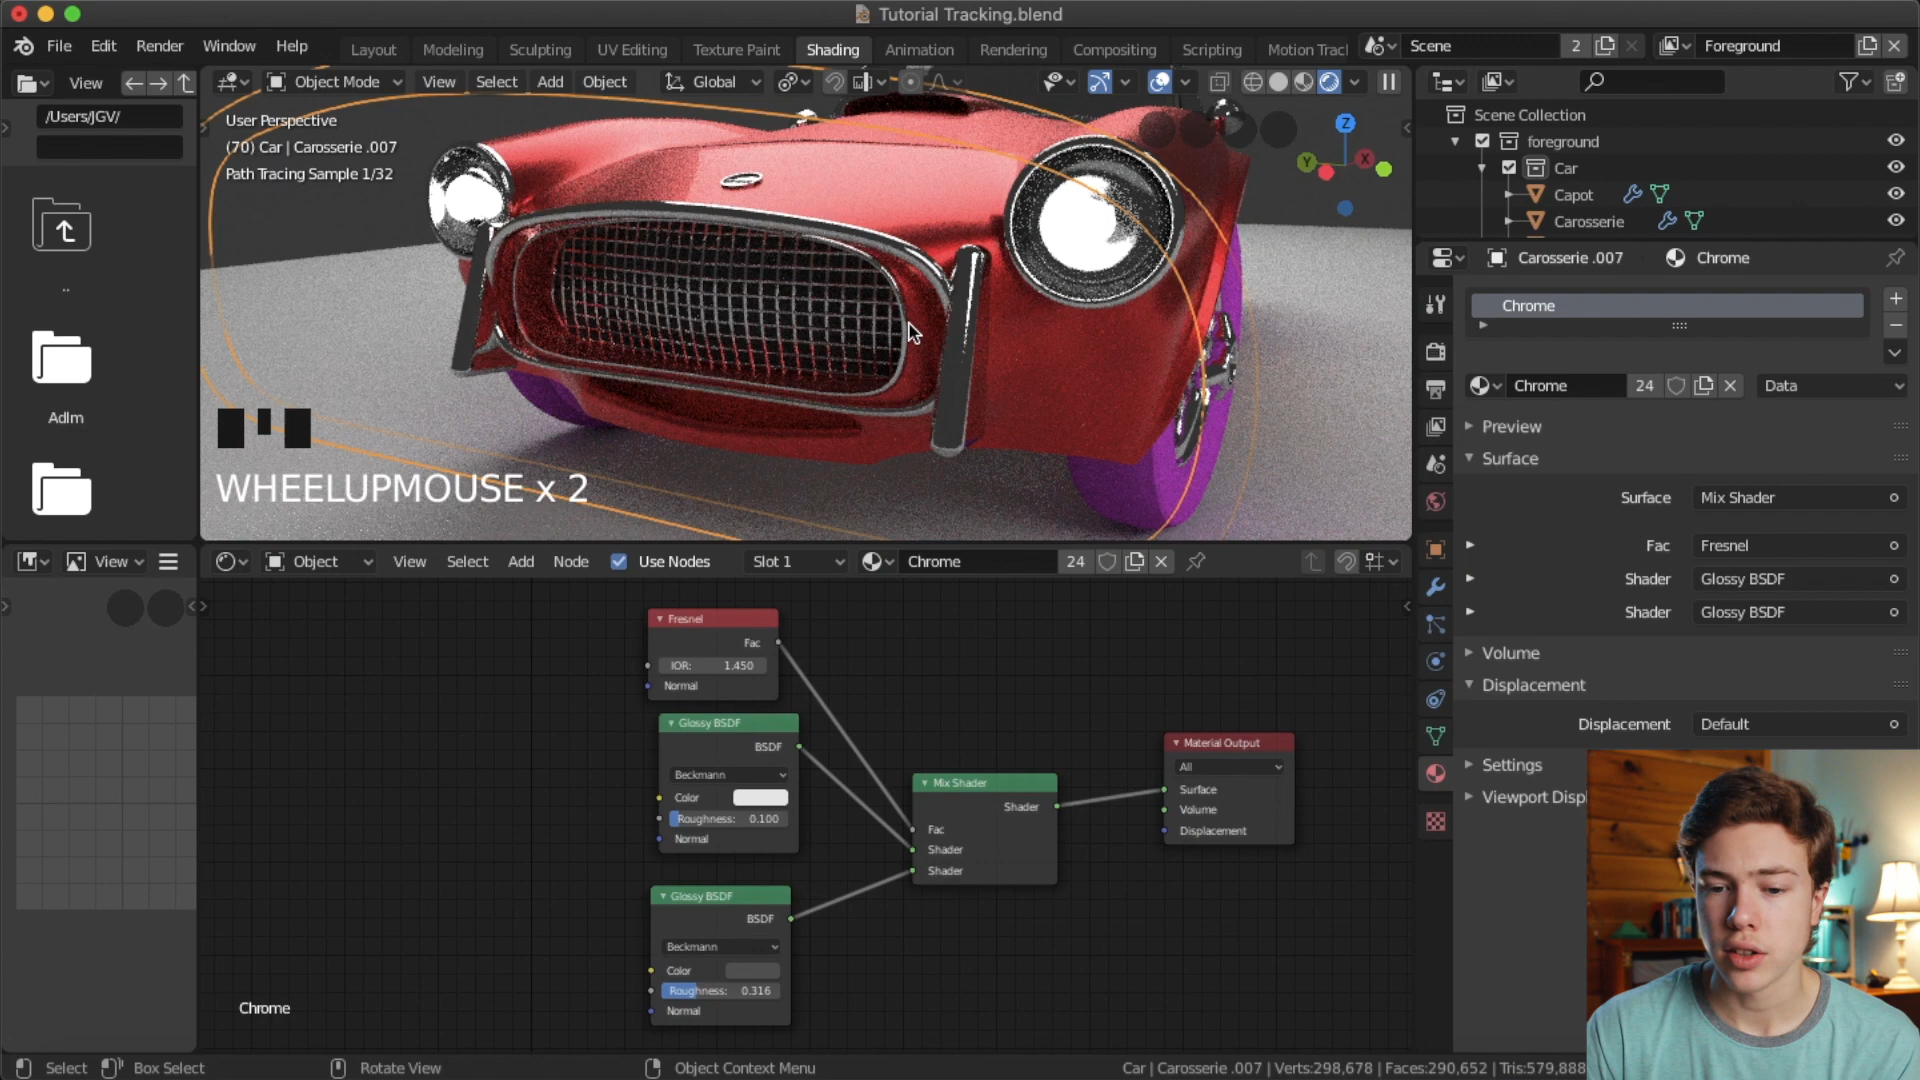 Tutorial Tracking.blend
File Edit Render Window Help
Layout Modeling Sculpting UV Editing Texture Paint Shading Animation Rendering Compositing Scripting Motion Tracl
Scene 2 Foreground
View
Object Mode View Select Add Object Global
/Users/JGV/
User Perspective
(70) Car | Carosserie .007
Path Tracing Sample 1/32
Z
Y
X
Scene Collection
foreground
Car
Capot
Carosserie
Carosserie .007 Chrome
Chrome
Chrome 24 Data
Preview
Surface
Surface Mix Shader
Fac Fresnel
Shader Glossy BSDF
Shader Glossy BSDF
Volume
Displacement
Displacement Default
Settings
Viewport Displ
..
Adlm
WHEELUPMOUSE x 2
View
Object View Select Add Node Use Nodes Slot 1 Chrome 24
Fresnel
Fac
IOR: 1.450
Normal
Glossy BSDF
BSDF
Beckmann
Color
Roughness: 0.100
Normal
Glossy BSDF
BSDF
Beckmann
Color
Roughness: 0.316
Normal
Mix Shader
Shader
Fac
Shader
Shader
Material Output
All
Surface
Volume
Displacement
Chrome
Select Box Select Rotate View Object Context Menu
Car | Carosserie .007 | Verts:298,678 | Faces:290,652 | Tris:579,888